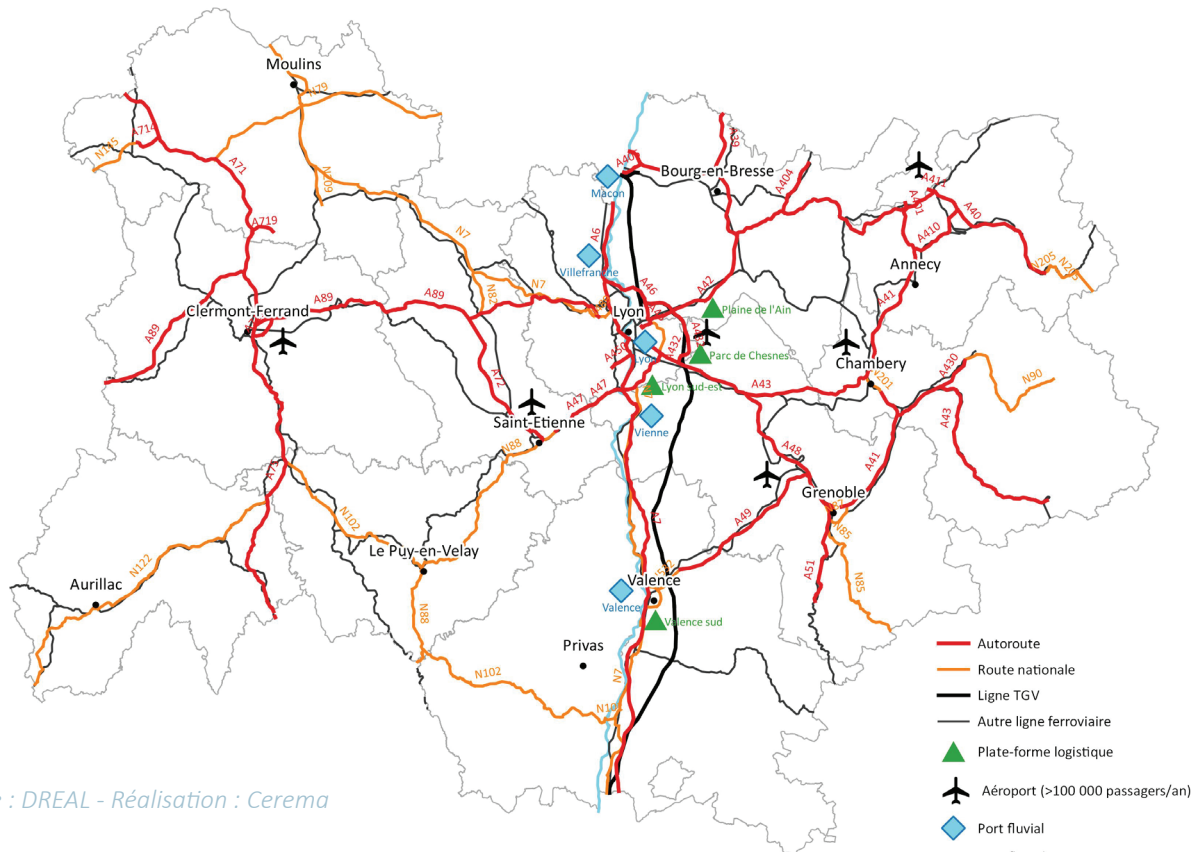 Moulins
N79
A714
N145
A71
N209
A719
N7
A89
A89
N82
N7
Clermont-Ferrand
A89
A72
A406
Macon
Bourg-en-Bresse
A39
A404
A411
A401
A40
A410
N205
N205
A6
Villefranche
A46
A42
Annecy
Lyon
Plaine de l'Ain
A41
A450
Lyon
A432
Parc de Chesnes
Chambery
N201
A430
N90
Lyon sud-est
A43
A43
A47
A47
Saint-Etienne
Vienne
N88
A48
A41
Grenoble
N85
A7
A49
A51
N85
N102
Le Puy-en-Velay
N122
Aurillac
N88
Valence
Valence
Valence sud
Privas
N102
N7
Autoroute
Route nationale
Ligne TGV
Autre ligne ferroviaire
Plate-forme logistique
Aéroport (>100 000 passagers/an)
Port fluvial
: DREAL - Réalisation : Cerema